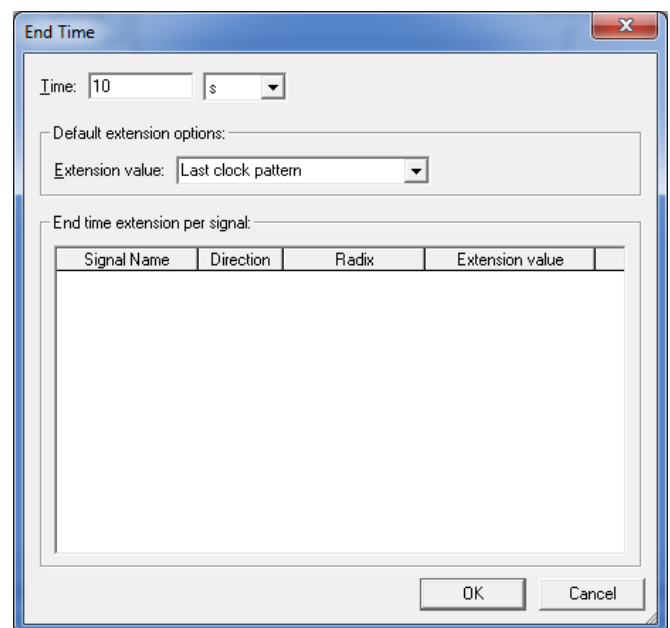 End Time
Time: 10 s
Default extension options:
Extension value: Last clock pattern
End time extension per signal:
Signal Name Direction Radix Extension value
OK Cancel